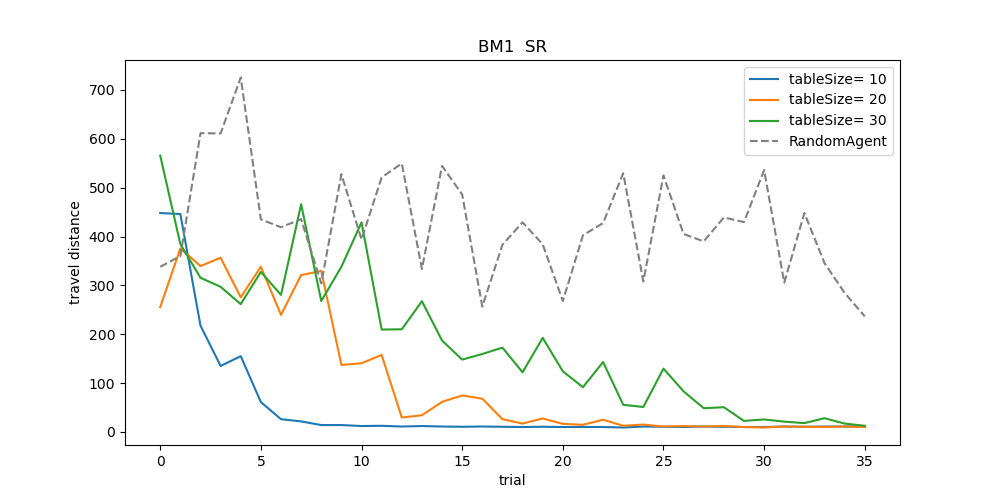 BM1 SR
700
600
500
400
300
200
100
0
travel distance
tableSize= 10
tableSize= 20
tableSize= 30
RandomAgent
0 5 10 15 20 25 30 35
trial